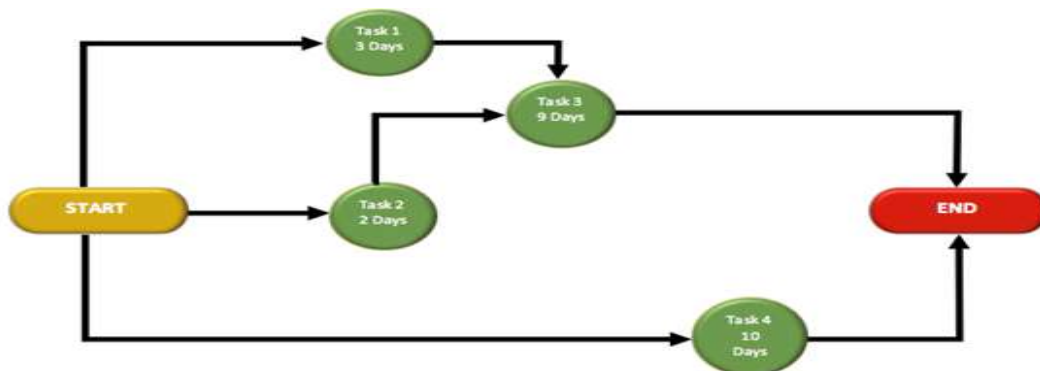 Task 1
3 Days
Task 3
9 Days
START
Task 2
2 Days
END
Task 4
10
Days